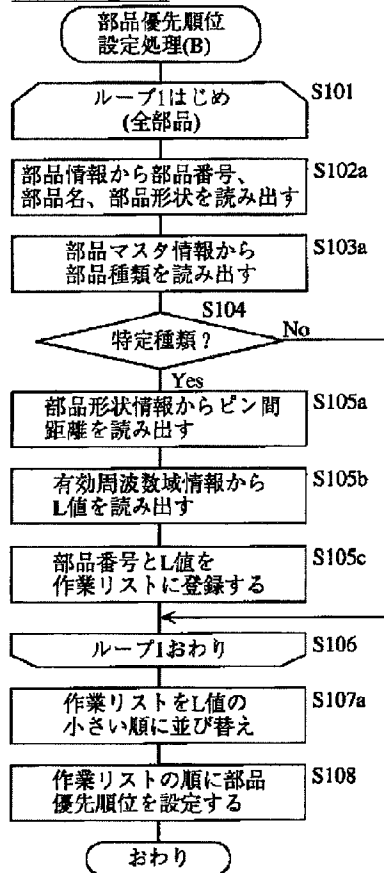 部品優先順位
設定処理(B)
ループ1はじめ
(全部品)
S101
部品情報から部品番号、
部品名、部品形状を読み出す
S102a
部品マスタ情報から
部品種類を読み出す
S103a
S104
特定種類？
No
Yes
部品形状情報からピン間
距離を読み出す
S105a
有効周波数域情報から
L値を読み出す
S105b
部品番号とL値を
作業リストに登録する
S105c
ループ1おわり
S106
作業リストをL値の
小さい順に並び替え
S107a
作業リストの順に部品
優先順位を設定する
S108
おわり